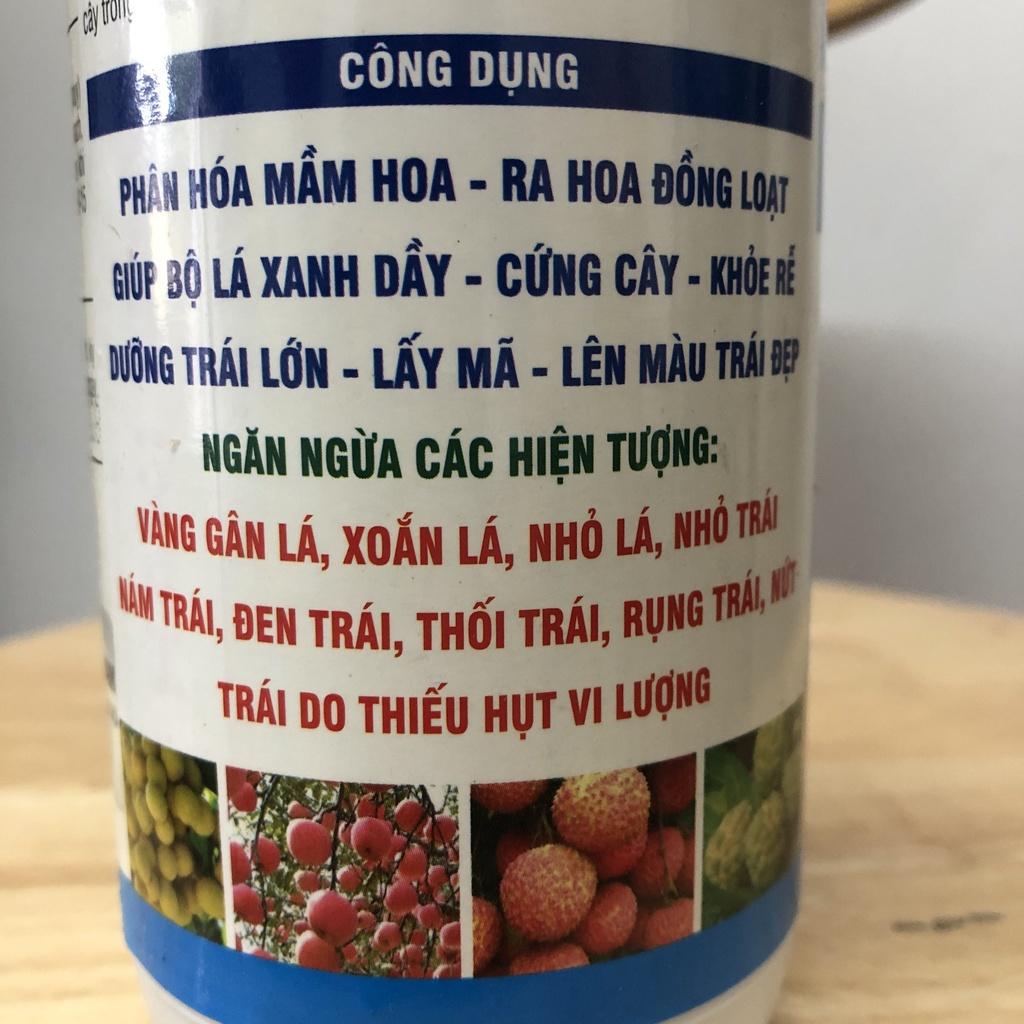 cây trồng
CÔNG DỤNG
PHÂN HÓA MẦM HOA - RA HOA ĐỒNG LOẠT
GIÚP BỘ LÁ XANH DẦY - CỨNG CÂY - KHỎE RỄ
DƯỠNG TRÁI LỚN - LẤY MÃ - LÊN MÀU TRÁI ĐẸP
NGĂN NGỪA CÁC HIỆN TƯỢNG:
VÀNG GÂN LÁ, XOẮN LÁ, NHỎ LÁ, NHỎ TRÁI
NÁM TRÁI, ĐEN TRÁI, THỐI TRÁI, RỤNG TRÁI, NỨT
TRÁI DO THIẾU HỤT VI LƯỢNG